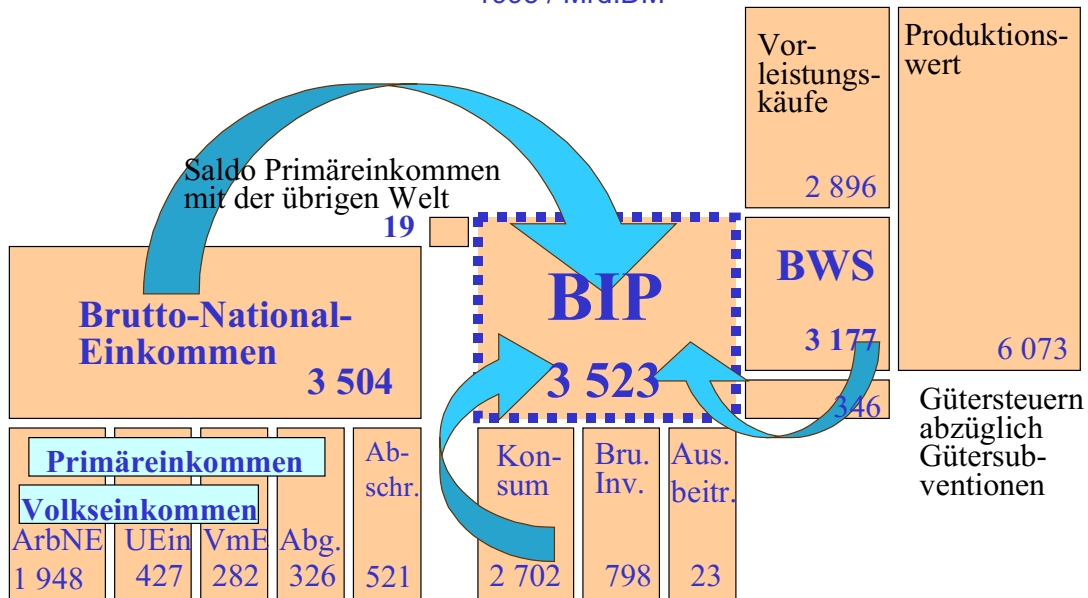 Vor-
leistungs-
käufe
2 896
Produktions-
wert
6 073
Saldo Primäreinkommen
mit der übrigen Welt
19
Brutto-National-
Einkommen
3 504
BIP
3 523
BWS
3 177
346
Gütersteuern
abzüglich
Gütersub-
ventionen
Primäreinkommen
Volkseinkommen
ArbNE
1 948
UEin
427
VmE
282
Abg.
326
Ab-
schr.
521
Kon-
sum
2 702
Bru.
Inv.
798
Aus.
beitr.
23